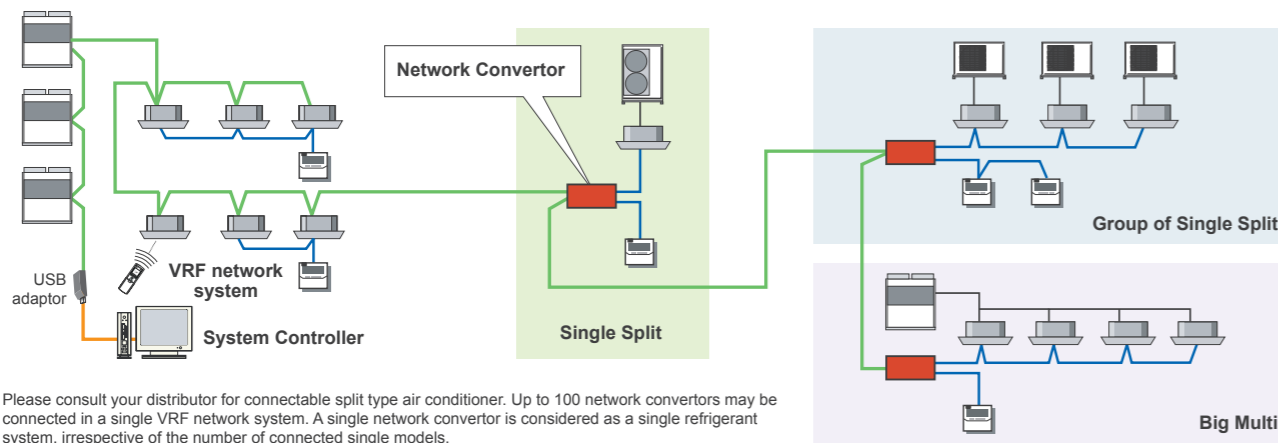 Network Convertor
USB
adaptor
VRF network
system
System Controller
Single Split
Group of Single Split
Big Multi
Please consult your distributor for connectable split type air conditioner. Up to 100 network convertors may be
connected in a single VRF network system. A single network convertor is considered as a single refrigerant
system, irrespective of the number of connected single models.